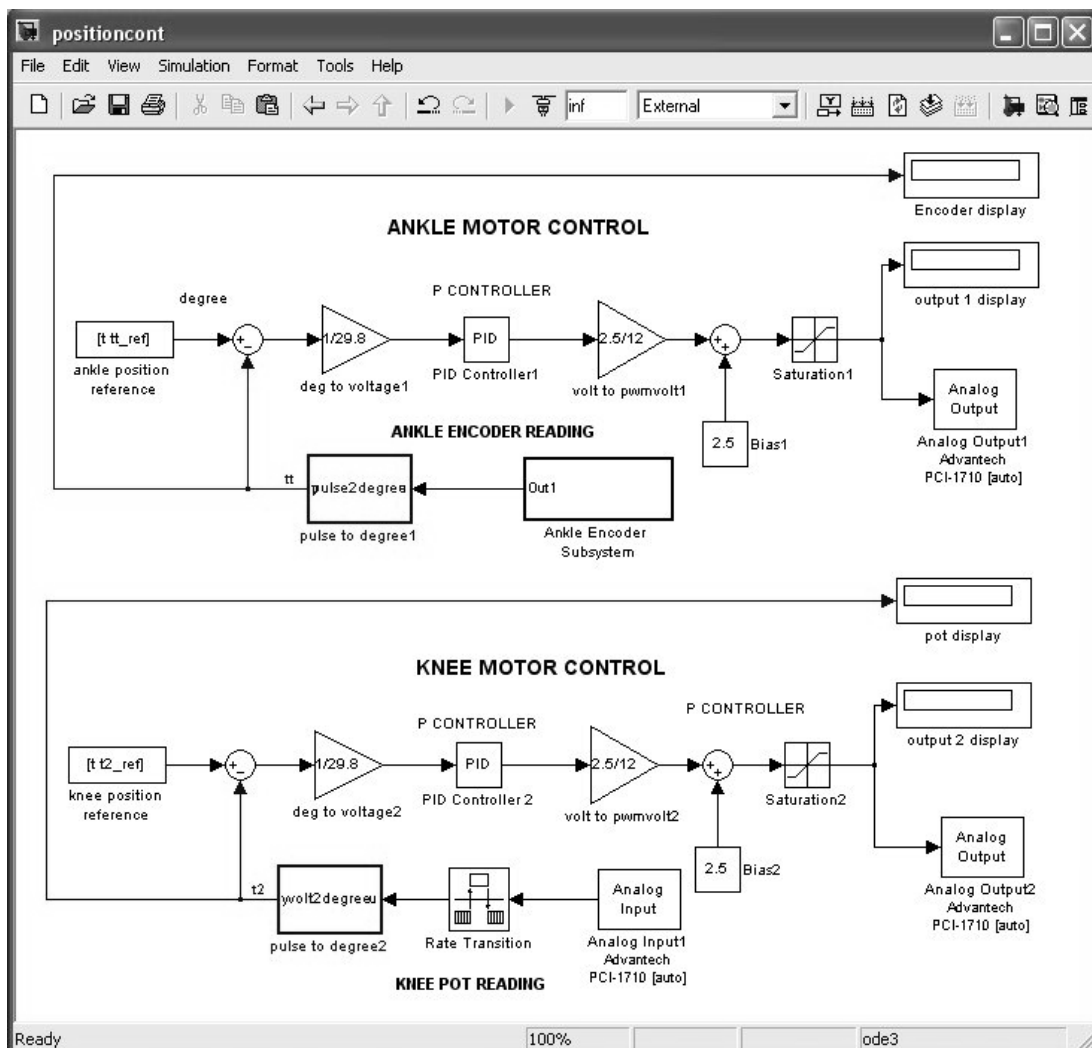 positioncont
File Edit View Simulation Format Tools Help
inf External
Encoder display
ANKLE MOTOR CONTROL
degree
P CONTROLLER
output 1 display
[t tt_ref]
+
-
1/29.8
PID
2.5/12
+
+
ankle position
reference
deg to voltage1
PID Controller1
volt to pwmvolt1
Saturation1
Analog
Output
ANKLE ENCODER READING
2.5
Bias1
Analog Output1
Advantech
PCI-1710 [auto]
tt
pulse2degree
Out1
pulse to degree1
Ankle Encoder
Subsystem
pot display
KNEE MOTOR CONTROL
P CONTROLLER
P CONTROLLER
output 2 display
[t t2_ref]
+
-
1/29.8
PID
2.5/12
+
+
knee position
reference
deg to voltage2
PID Controller 2
volt to pwmvolt2
Saturation2
Analog
Output
2.5
Bias2
Analog Output2
Advantech
PCI-1710 [auto]
t2
yvolt2degreeu
Analog
Input
pulse to degree2
Rate Transition
Analog Input1
Advantech
PCI-1710 [auto]
KNEE POT READING
Ready 100% ode3